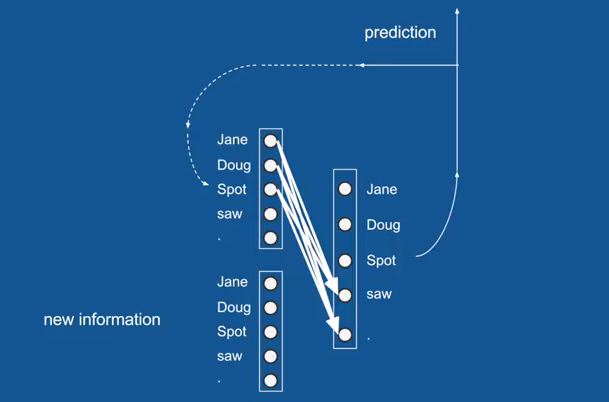 prediction
Jane
Doug
Spot
saw
.
Jane
Doug
Spot
saw
.
new information
Jane
Doug
Spot
saw
.